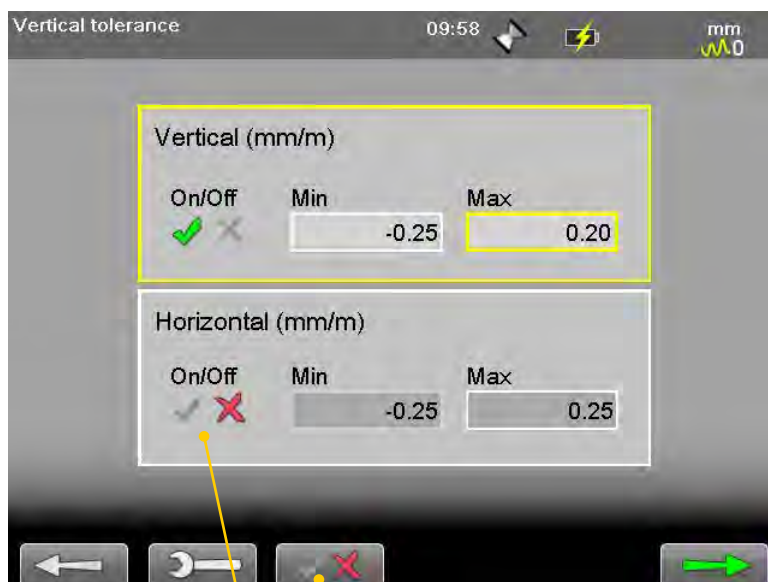 Vertical tolerance 09:58 mm
0
Vertical (mm/m)
On/Off Min Max
-0.25 0.20
Horizontal (mm/m)
On/Off Min Max
-0.25 0.25